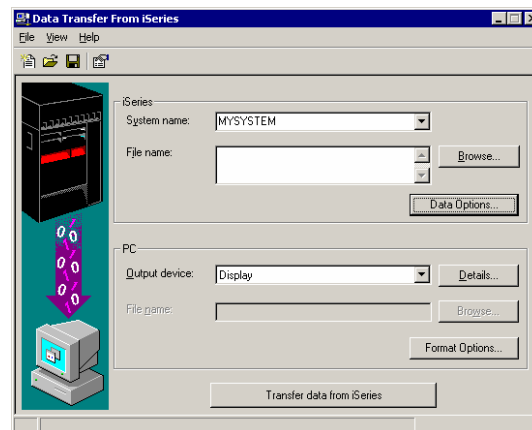 Data Transfer From iSeries
File View Help
iSeries
System name: MYSYSTEM
File name: Browse...
Data Options...
PC
Output device: Display Details...
File name: Browse...
Format Options...
Transfer data from iSeries